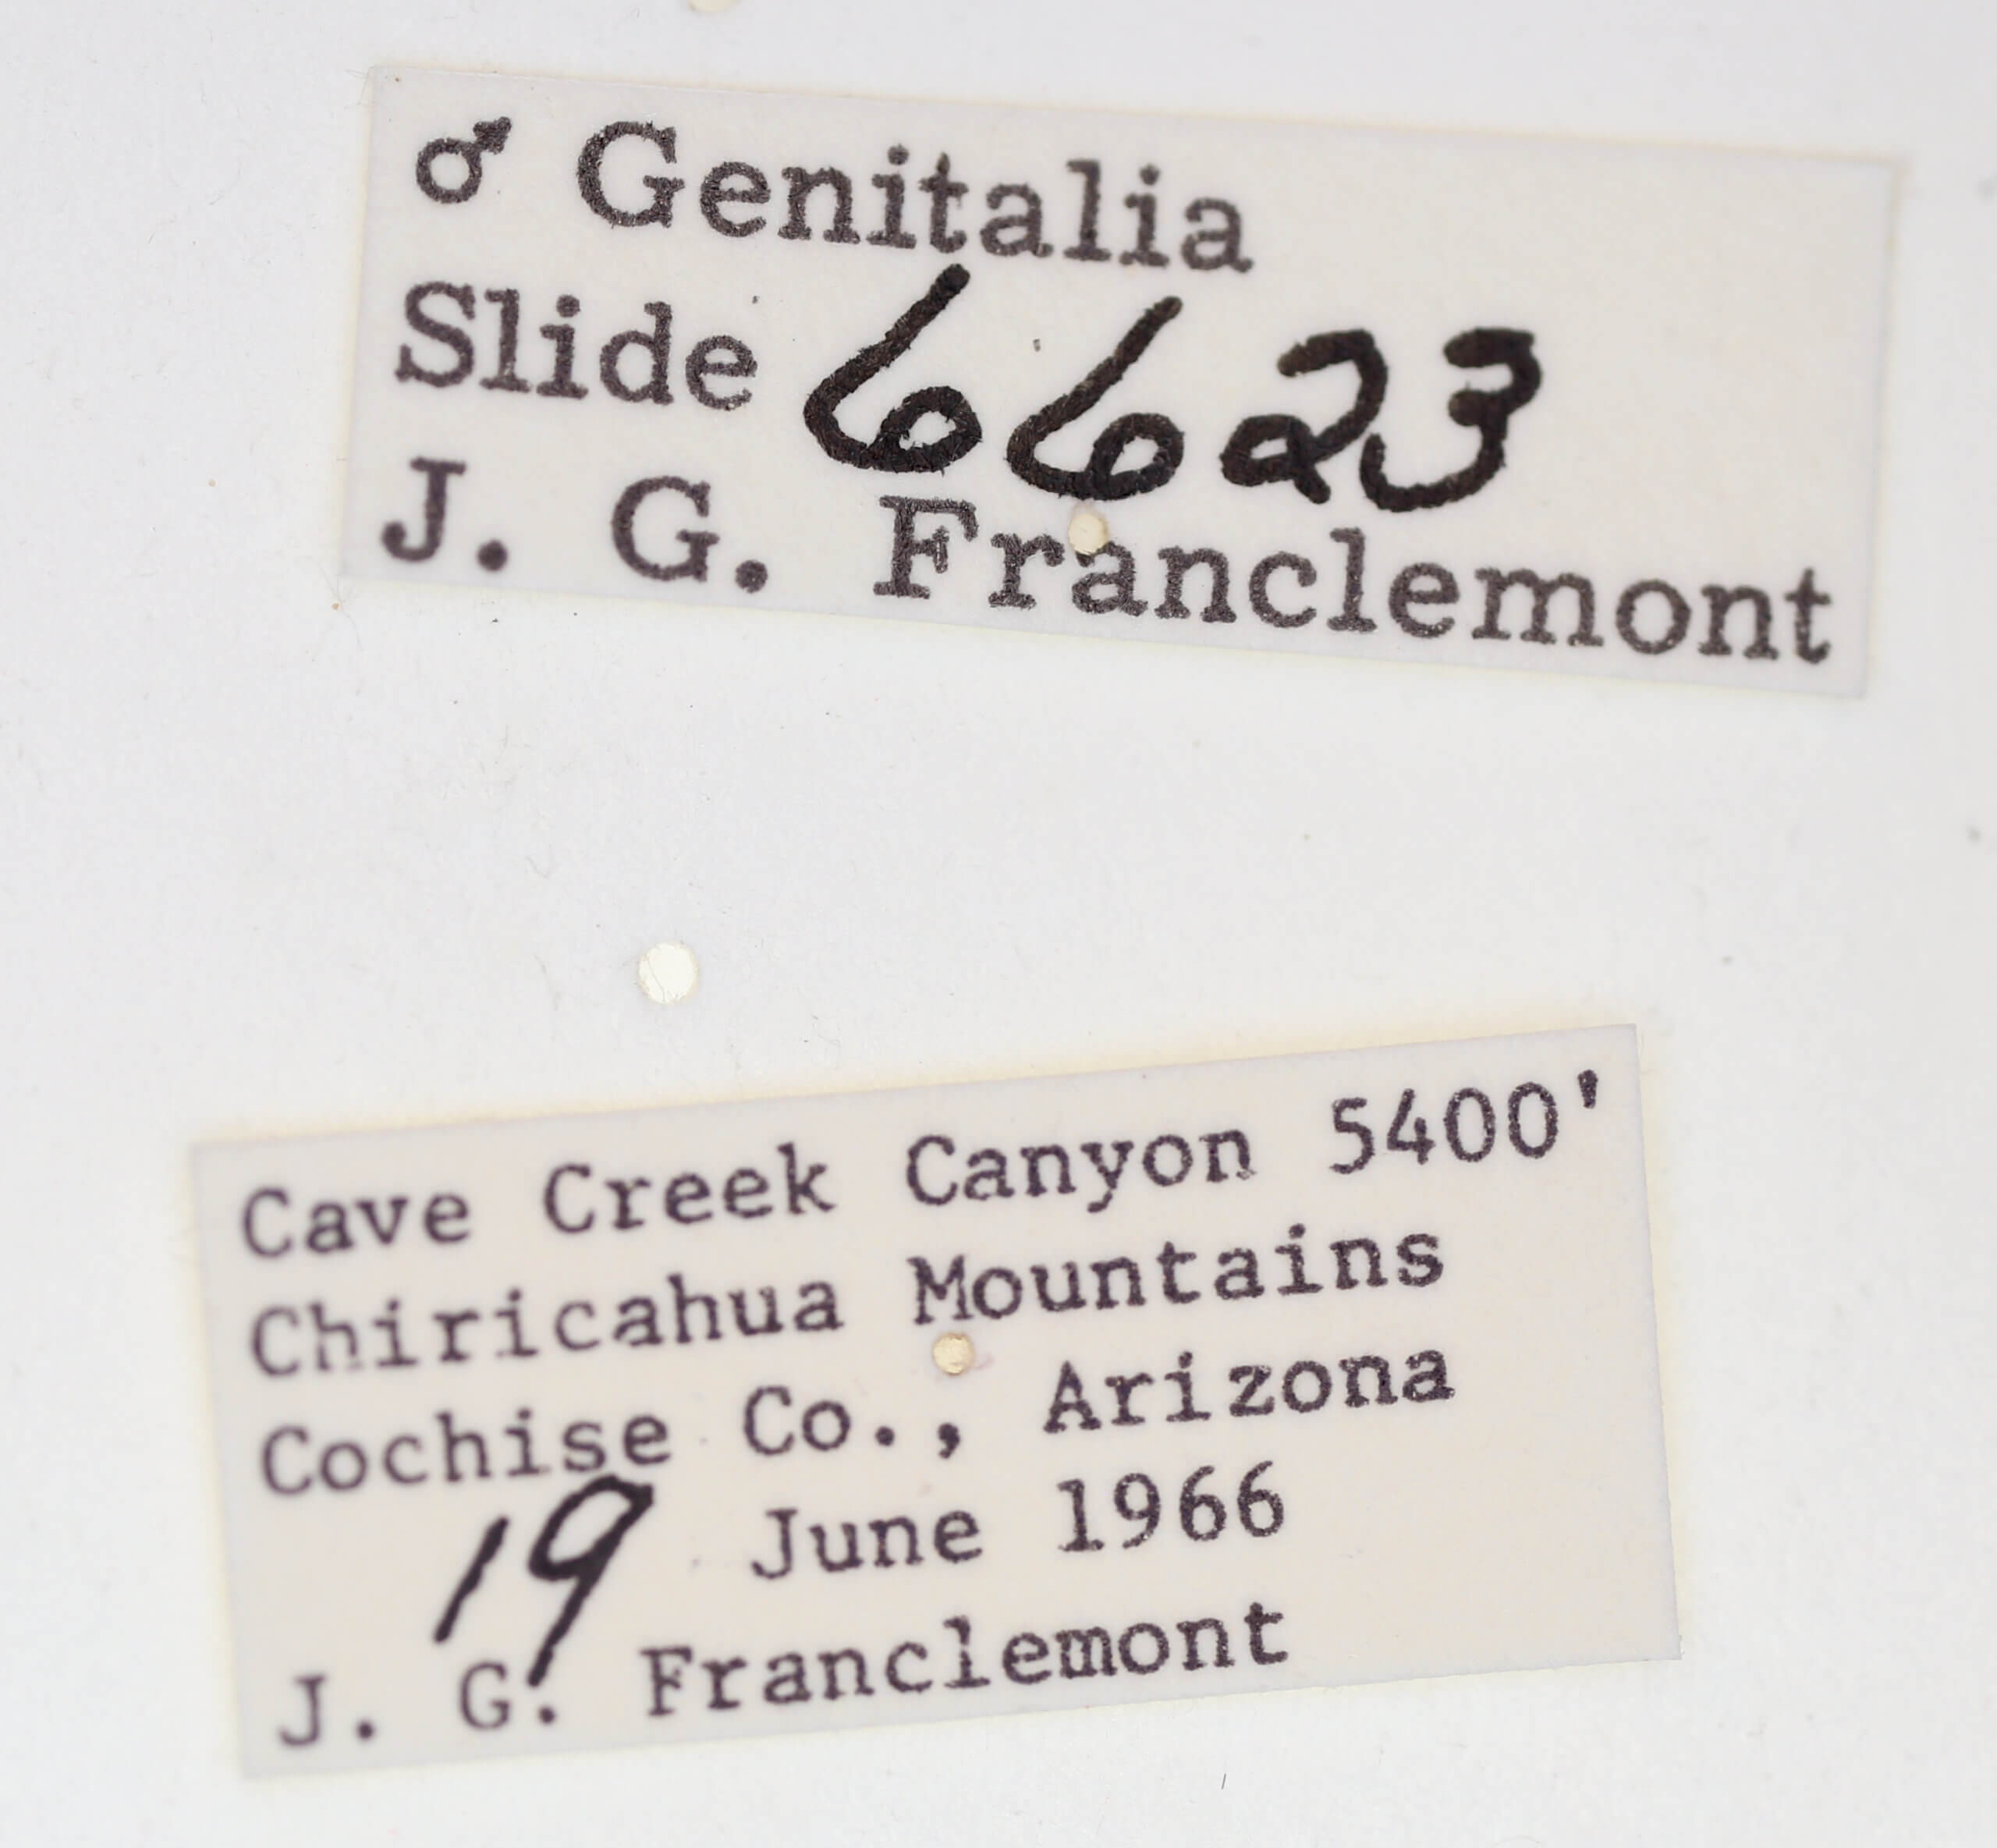 ♂ Genitalia
Slide 6623
J. G. Franclemont
Cave Creek Canyon 5400'
Chiricahua Mountains
Cochise Co., Arizona
19 June 1966
J. G. Franclemont